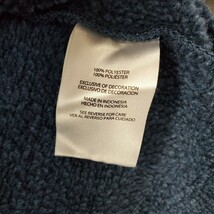 100% POLYESTER
100% POLIÉSTER
EXCLUSIVE OF DECORATION
EXCLUSIVO DE DECORACION
MADE IN INDONESIA
HECHO EN INDONESIA
SEE REVERSE FOR CARE
VEA AL REVERSO PARA CUIDADO